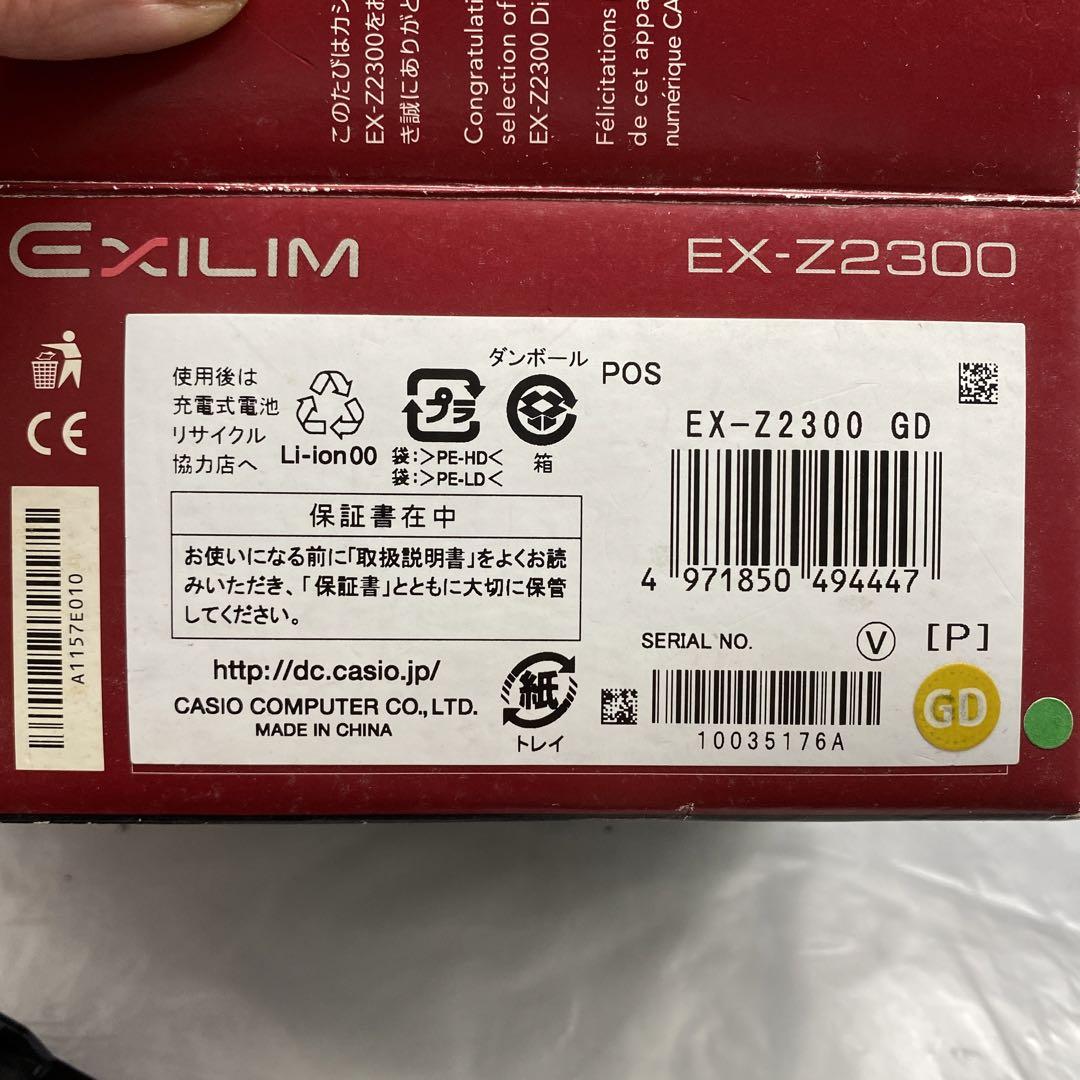 このたびはカシ
EX-Z2300をお
き誠にありがと
Congratulati
selection of
EX-Z2300 Di
Félicitations
de cet appa
numérique CA
EXILIM
EX-Z2300
CE
A1157E010
使用後は
充電式電池
リサイクル
協力店へ
Li-ion00
プラ
袋:>PE-HD<
袋:>PE-LD<
ダンボール
箱
POS
EX-Z2300 GD
4 971850 494447
保証書在中
お使いになる前に「取扱説明書」をよくお読
みいただき、「保証書」とともに大切に保管
してください。
http://dc.casio.jp/
CASIO COMPUTER CO.,LTD.
MADE IN CHINA
紙
トレイ
SERIAL NO.
V
[P]
10035176A
GD